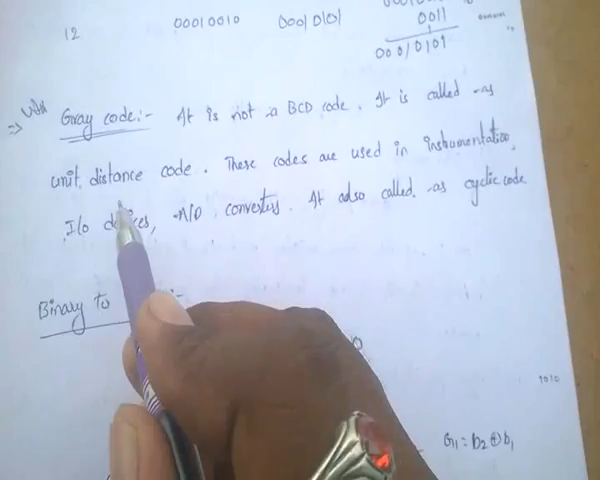 0011
12 00010010 00010101
00010101
Gray code:- It is not a BCD code. It is called as
unit distance code. These codes are used in instrumentation,
I/o devices, A/D converters. It also called as cyclic code
Binary to
1010
G₁ = b₂ ⊕ b₁